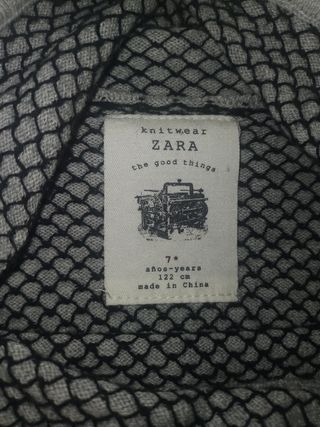 knitwear
ZARA
the good things
7*
años-years
122 cm
made in China